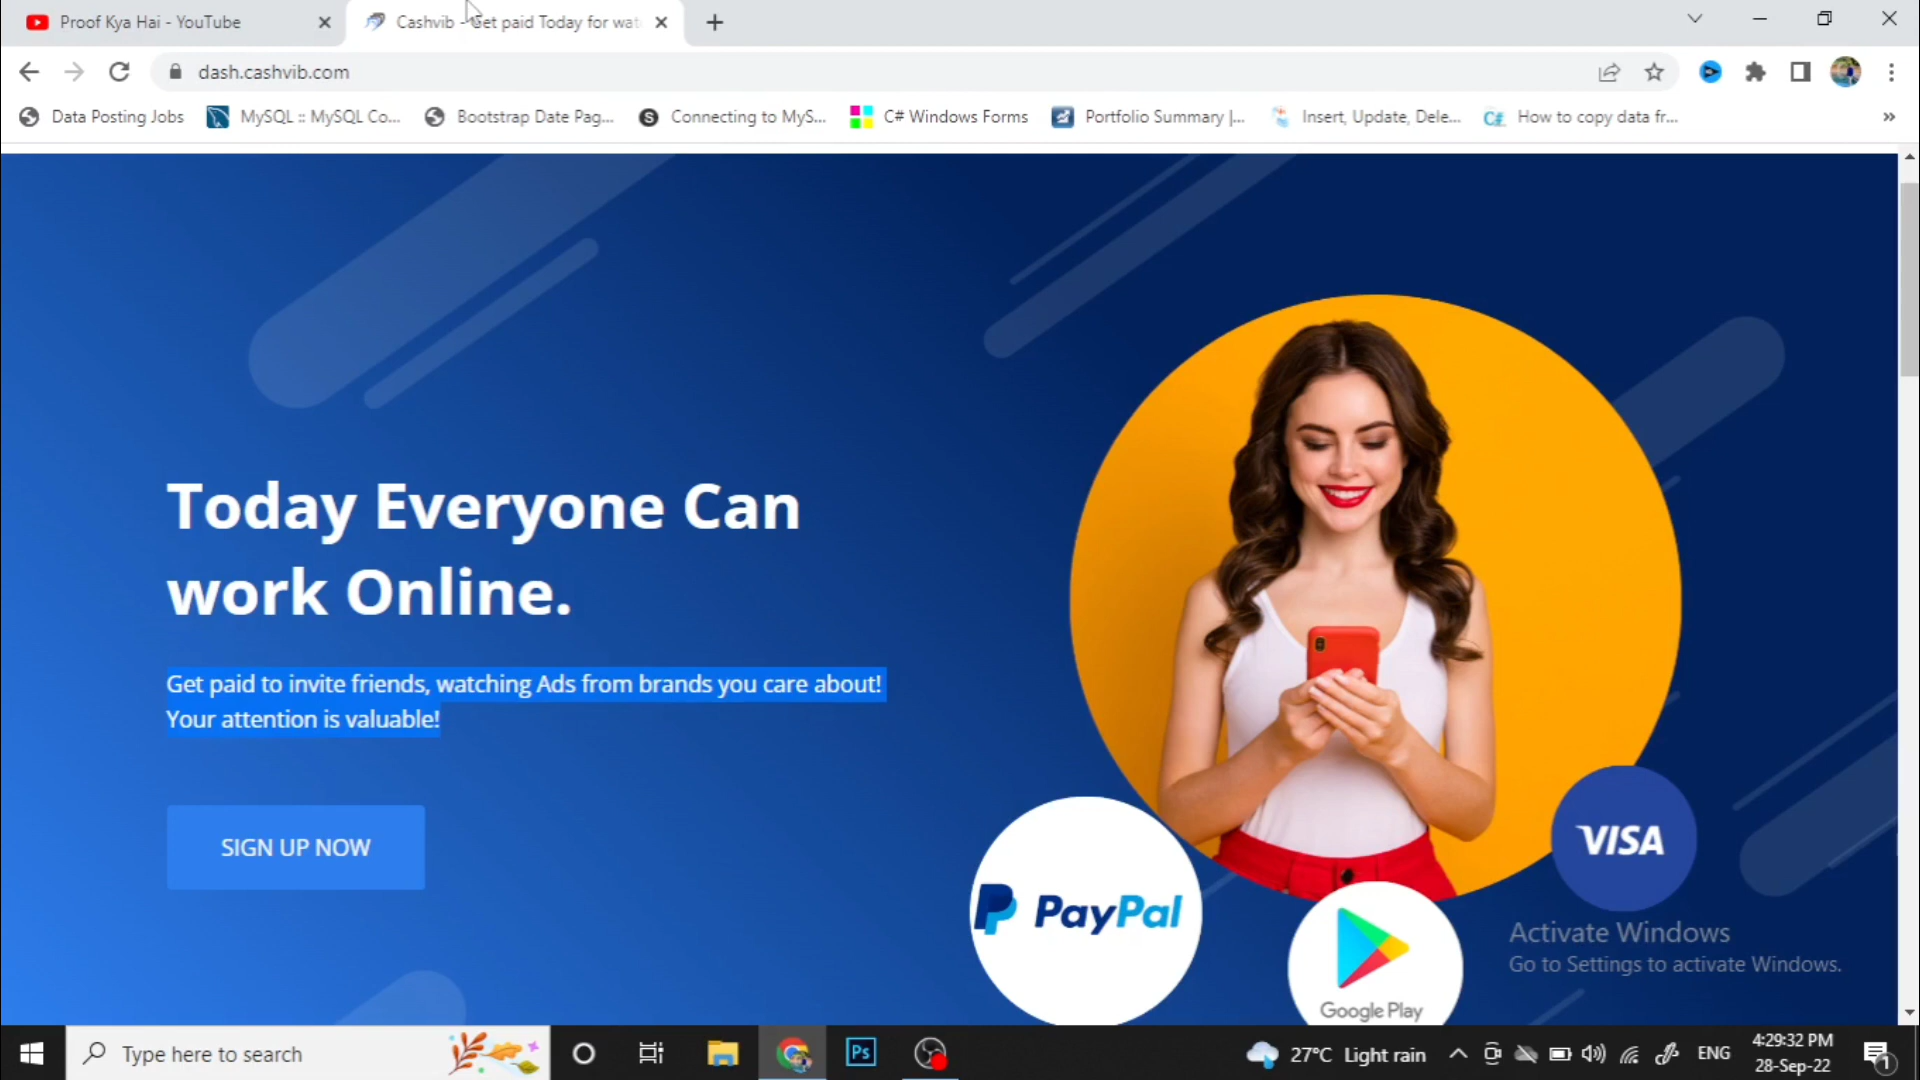 Proof Kya Hai - YouTube
Cashvib - Get paid Today for wat
dash.cashvib.com
Data Posting Jobs
MySQL :: MySQL Co...
Bootstrap Date Pag...
Connecting to MyS...
C# Windows Forms
Portfolio Summary |...
Insert, Update, Dele...
How to copy data fr...
Today Everyone Can
work Online.
Get paid to invite friends, watching Ads from brands you care about!
Your attention is valuable!
SIGN UP NOW
VISA
PayPal
Google Play
Activate Windows
Go to Settings to activate Windows.
Type here to search
Ps
27°C Light rain
ENG
4:29:32 PM
28-Sep-22
1